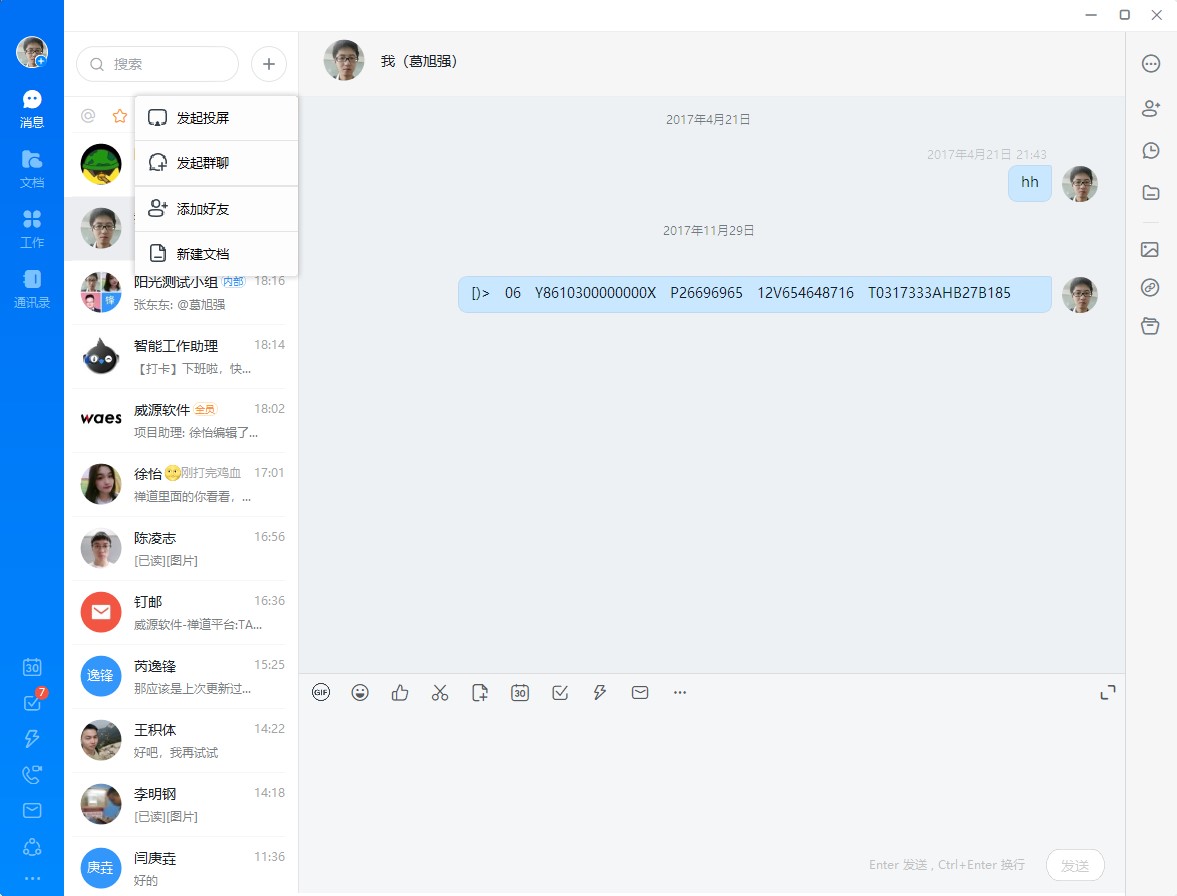 搜索
我（葛旭强）
消息
文档
工作
通讯录
30
7
@
发起投屏
发起群聊
添加好友
新建文档
阳光测试小组 内部 18:16
张东东: @葛旭强
智能工作助理 18:14
【打卡】下班啦，快...
waes
威源软件 全员 18:02
项目助理: 徐怡编辑了...
徐怡 刚打完鸡血 17:01
禅道里面的你看看，...
陈凌志 16:56
[已读][图片]
钉邮 16:36
威源软件-禅道平台:TA...
逸锋
芮逸锋 15:25
那应该是上次更新过...
王积体 14:22
好吧，我再试试
李明钢 14:18
[已读][图片]
庚垚
闫庚垚 11:36
好的
2017年4月21日
2017年4月21日 21:43
hh
2017年11月29日
[)> 06 Y8610300000000X P26696965 12V654648716 T0317333AHB27B185
GIF
30
Enter 发送 , Ctrl+Enter 换行
发送